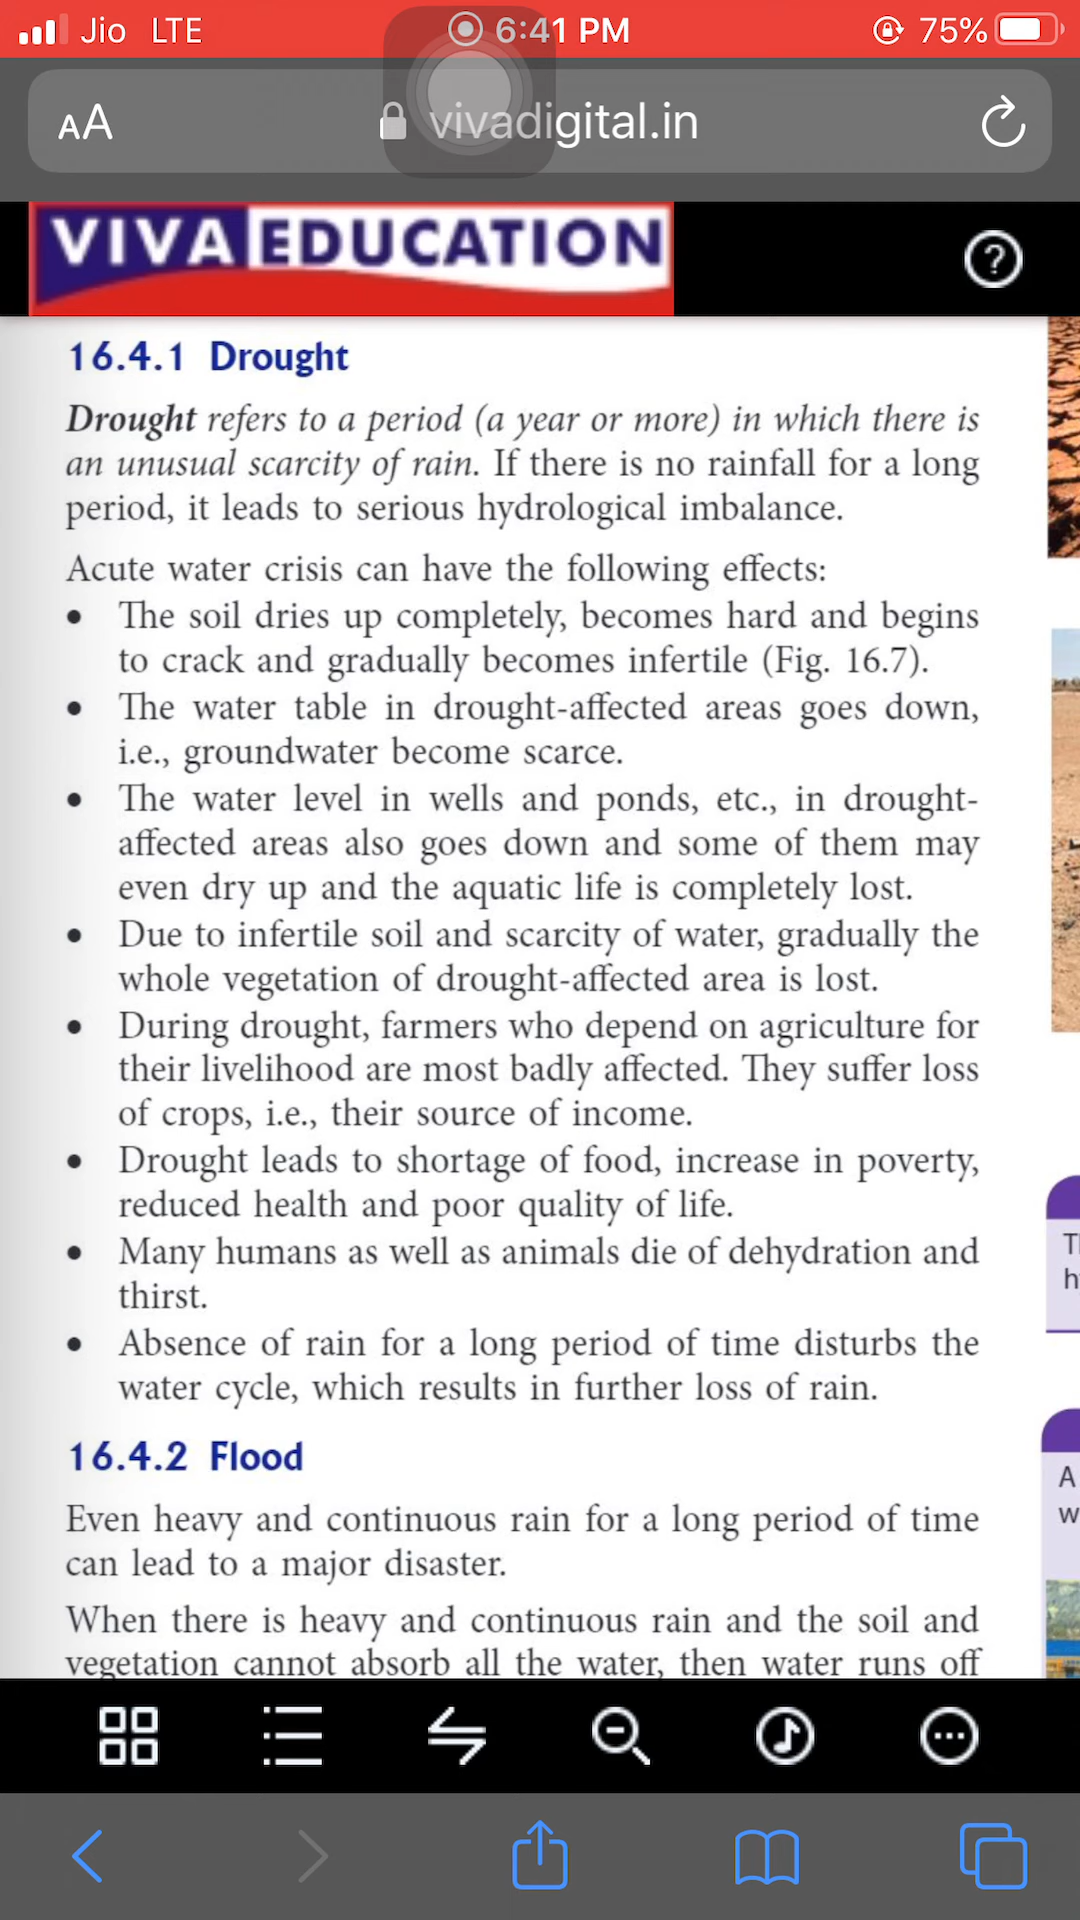 Jio LTE 6:41 PM 75%
AA vivadigital.in
VIVA EDUCATION
?
16.4.1 Drought
Drought refers to a period (a year or more) in which there is
an unusual scarcity of rain. If there is no rainfall for a long
period, it leads to serious hydrological imbalance.
Acute water crisis can have the following effects:
• The soil dries up completely, becomes hard and begins
to crack and gradually becomes infertile (Fig. 16.7).
• The water table in drought-affected areas goes down,
i.e., groundwater become scarce.
• The water level in wells and ponds, etc., in drought-
affected areas also goes down and some of them may
even dry up and the aquatic life is completely lost.
• Due to infertile soil and scarcity of water, gradually the
whole vegetation of drought-affected area is lost.
• During drought, farmers who depend on agriculture for
their livelihood are most badly affected. They suffer loss
of crops, i.e., their source of income.
• Drought leads to shortage of food, increase in poverty,
reduced health and poor quality of life.
• Many humans as well as animals die of dehydration and
thirst.
• Absence of rain for a long period of time disturbs the
water cycle, which results in further loss of rain.
16.4.2 Flood
Even heavy and continuous rain for a long period of time
can lead to a major disaster.
When there is heavy and continuous rain and the soil and
vegetation cannot absorb all the water, then water runs off
A
w